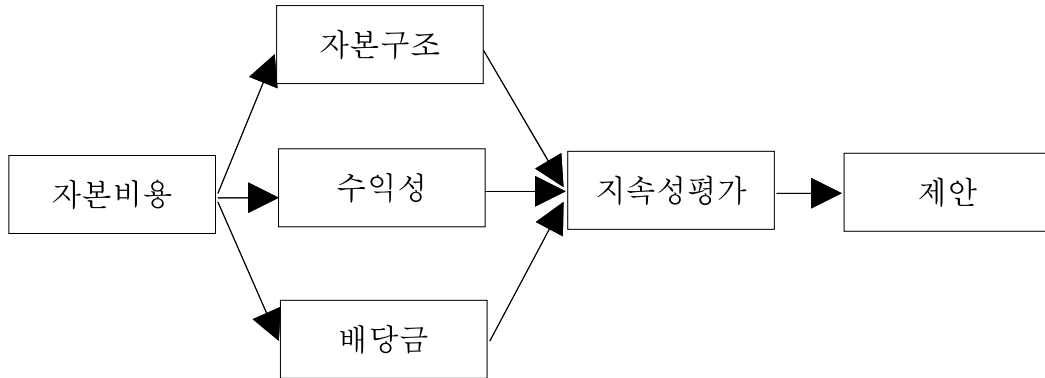 자본구조
자본비용
수익성
지속성평가
제안
배당금